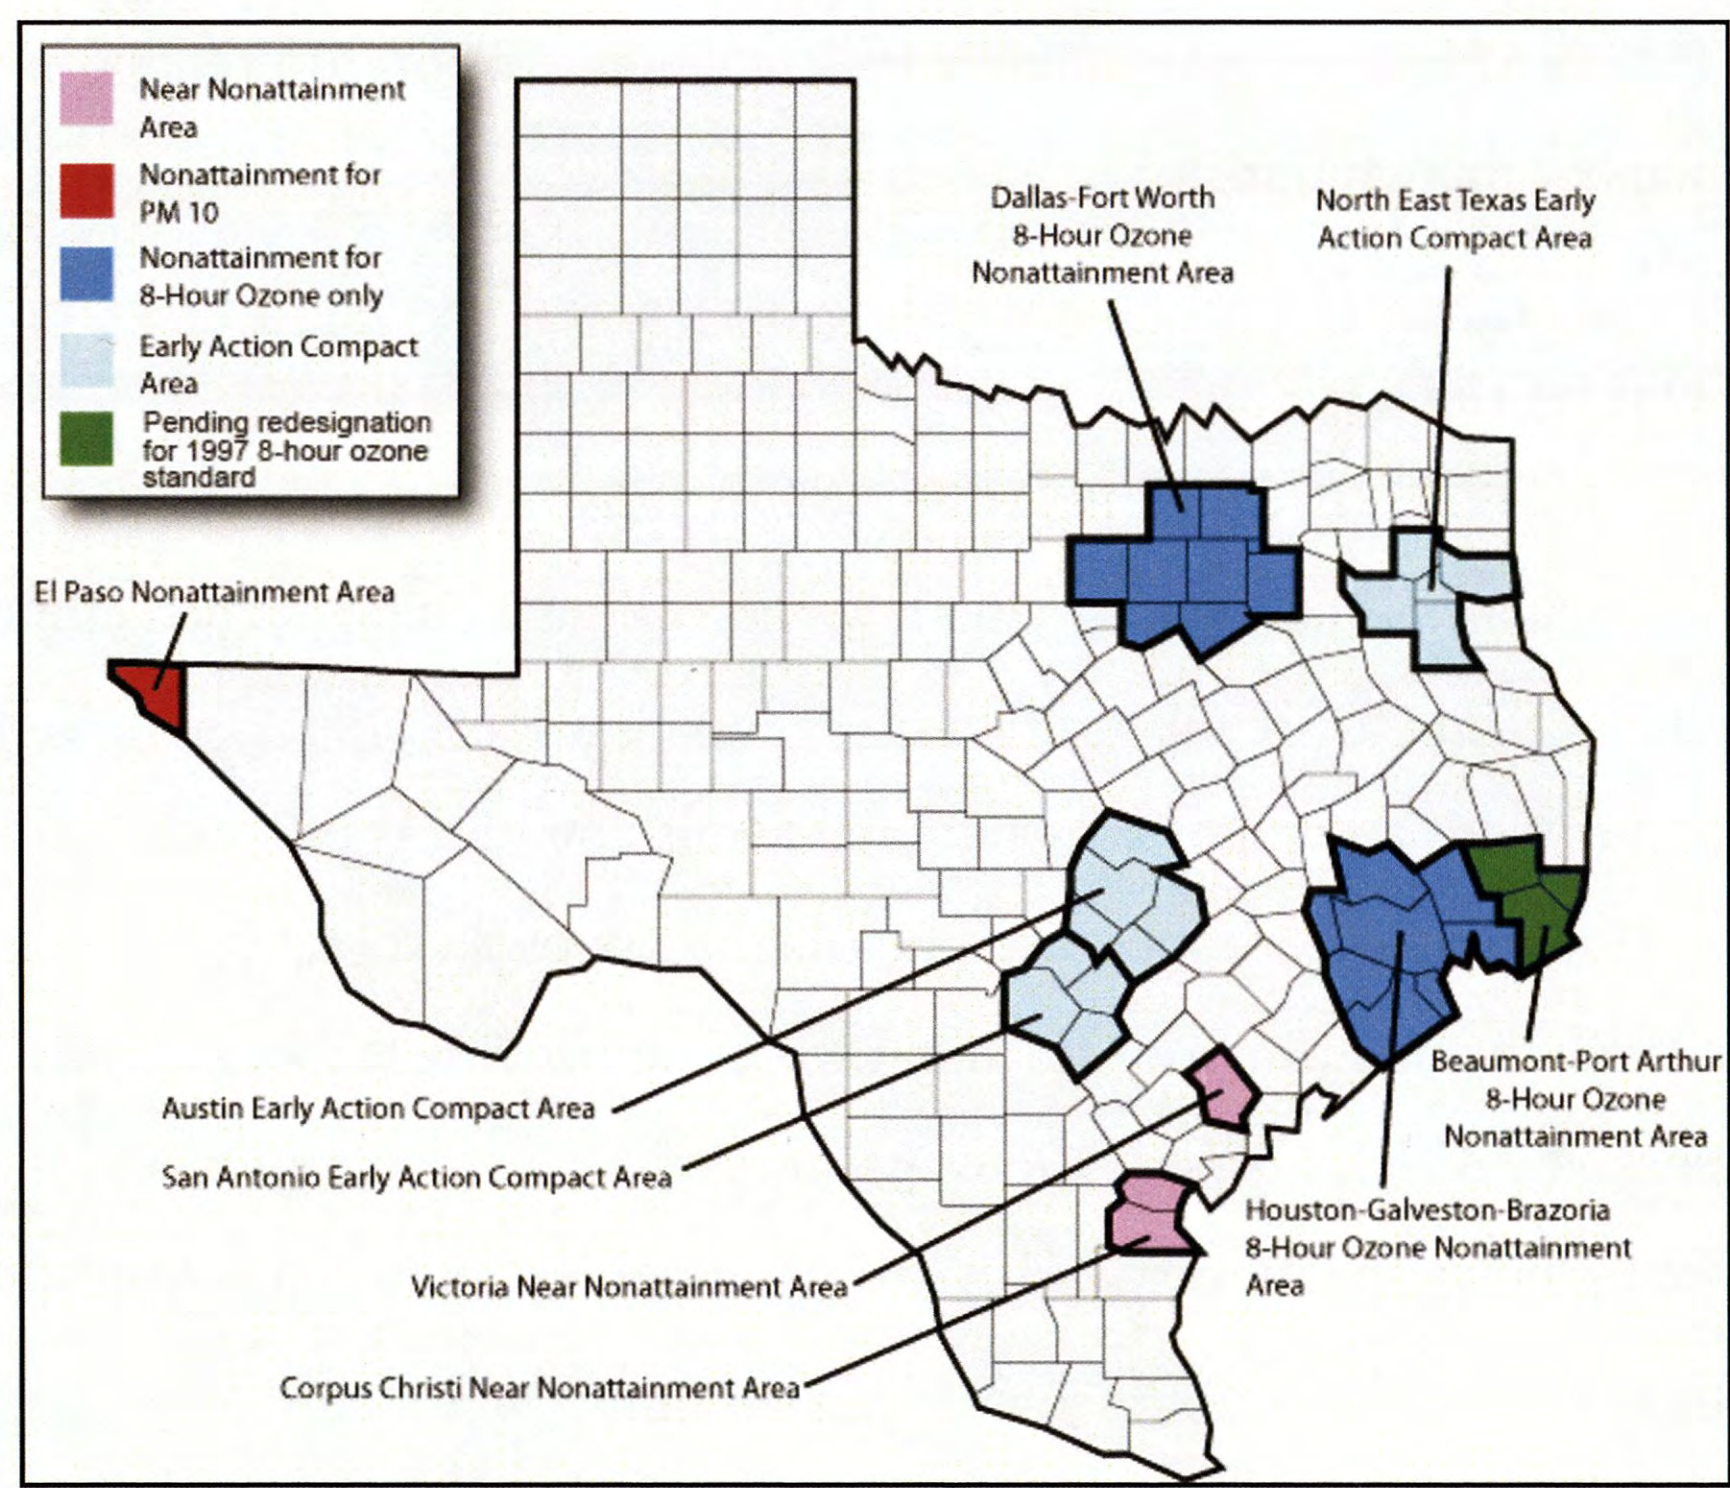 Near Nonattainment
Area
Nonattainment for
PM 10
Nonattainment for
8-Hour Ozone only
Early Action Compact
Area
Pending redesignation
for 1997 8-hour ozone
standard
Dallas-Fort Worth
8-Hour Ozone
Nonattainment Area
North East Texas Early
Action Compact Area
El Paso Nonattainment Area
Austin Early Action Compact Area
San Antonio Early Action Compact Area
Victoria Near Nonattainment Area
Corpus Christi Near Nonattainment Area
Beaumont-Port Arthur
8-Hour Ozone
Nonattainment Area
Houston-Galveston-Brazoria
8-Hour Ozone Nonattainment
Area